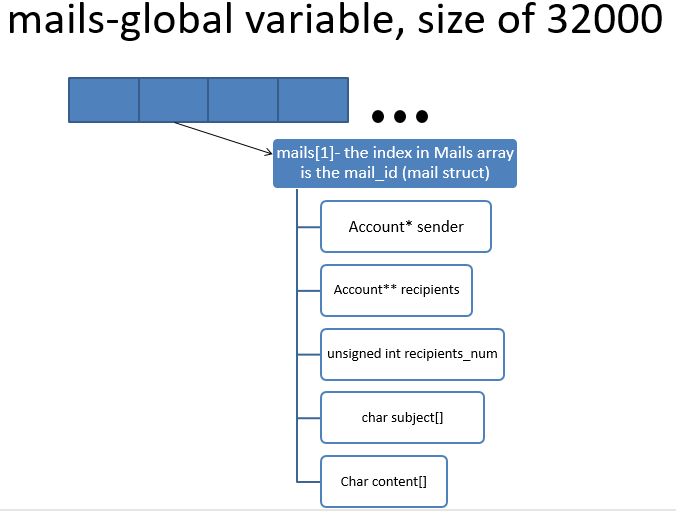 mails-global variable, size of 32000
mails[1]- the index in Mails array
is the mail_id (mail struct)
Account* sender
Account** recipients
unsigned int recipients_num
char subject[]
Char content[]